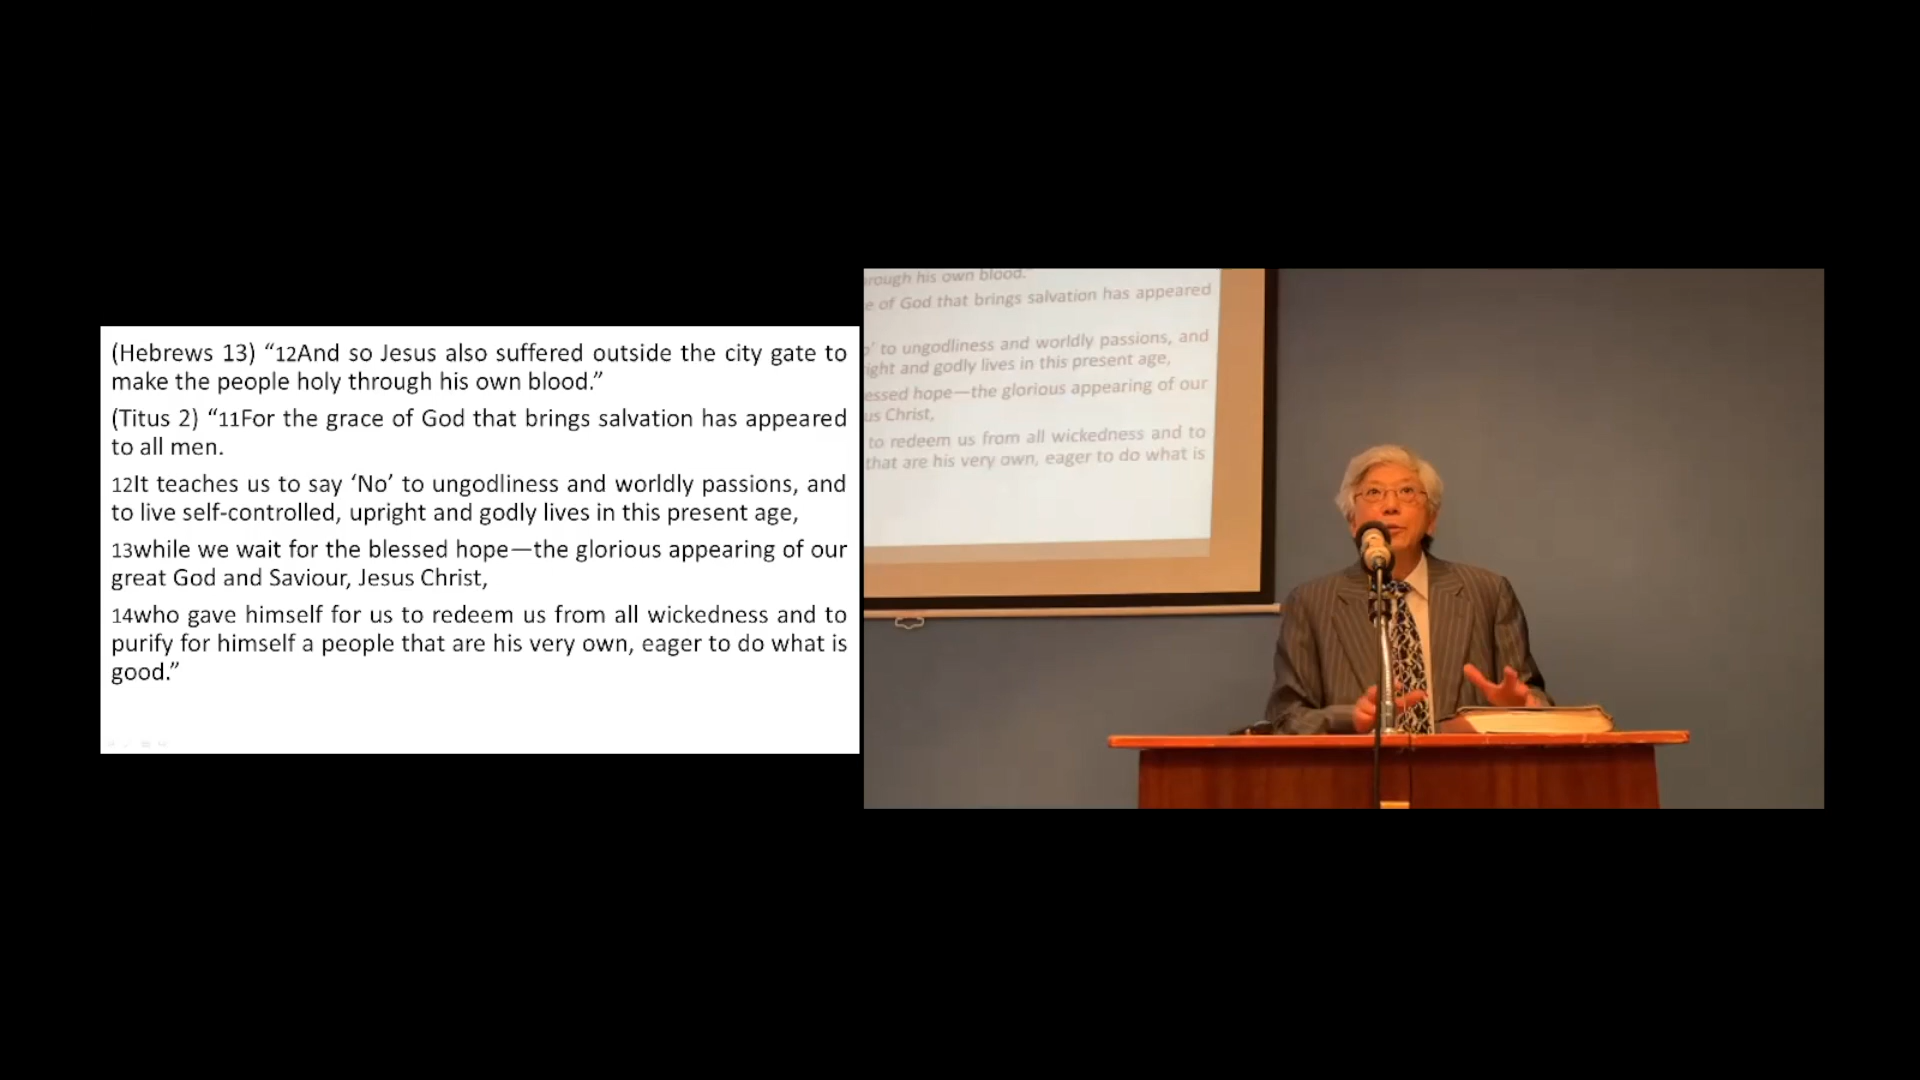 (Hebrews 13) “12And so Jesus also suffered outside the city gate to
make the people holy through his own blood.”
(Titus 2) “11For the grace of God that brings salvation has appeared
to all men.
12It teaches us to say ‘No’ to ungodliness and worldly passions, and
to live self-controlled, upright and godly lives in this present age,
13while we wait for the blessed hope—the glorious appearing of our
great God and Saviour, Jesus Christ,
14who gave himself for us to redeem us from all wickedness and to
purify for himself a people that are his very own, eager to do what is
good.”
rough his own blood.”
e of God that brings salvation has appeared
o’ to ungodliness and worldly passions, and
ight and godly lives in this present age,
essed hope—the glorious appearing of our
us Christ,
to redeem us from all wickedness and to
that are his very own, eager to do what is